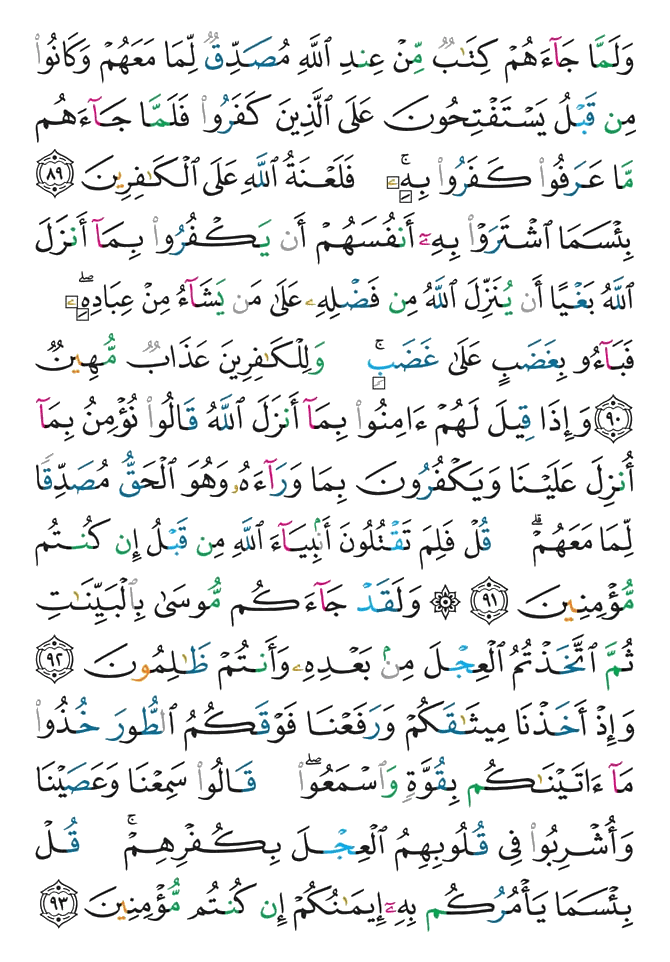 وَلَمَّا جَآءَهُمْ كِتَٰبٌ مِّنْ عِندِ ٱللَّهِ مُصَدِّقٌ لِّمَا مَعَهُمْ وَكَانُوا۟
مِن قَبْلُ يَسْتَفْتِحُونَ عَلَى ٱلَّذِينَ كَفَرُوا۟ فَلَمَّا جَآءَهُم
مَّا عَرَفُوا۟ كَفَرُوا۟ بِهِۦ ۚ فَلَعْنَةُ ٱللَّهِ عَلَى ٱلْكَٰفِرِينَ ٨٩
بِئْسَمَا ٱشْتَرَوْا۟ بِهِۦٓ أَنفُسَهُمْ أَن يَكْفُرُوا۟ بِمَآ أَنزَلَ
ٱللَّهُ بَغْيًا أَن يُنَزِّلَ ٱللَّهُ مِن فَضْلِهِۦ عَلَىٰ مَن يَشَآءُ مِنْ عِبَادِهِۦ ۖ
فَبَآءُو بِغَضَبٍ عَلَىٰ غَضَبٍ ۚ وَلِلْكَٰفِرِينَ عَذَابٌ مُّهِينٌ
٩٠ وَإِذَا قِيلَ لَهُمْ ءَامِنُوا۟ بِمَآ أَنزَلَ ٱللَّهُ قَالُوا۟ نُؤْمِنُ بِمَآ
أُنزِلَ عَلَيْنَا وَيَكْفُرُونَ بِمَا وَرَآءَهُۥ وَهُوَ ٱلْحَقُّ مُصَدِّقًا
لِّمَا مَعَهُمْ ۗ قُلْ فَلِمَ تَقْتُلُونَ أَنۢبِيَآءَ ٱللَّهِ مِن قَبْلُ إِن كُنتُم
مُّؤْمِنِينَ ٩١ ۞ وَلَقَدْ جَآءَكُم مُّوسَىٰ بِٱلْبَيِّنَٰتِ
ثُمَّ ٱتَّخَذْتُمُ ٱلْعِجْلَ مِنۢ بَعْدِهِۦ وَأَنتُمْ ظَٰلِمُونَ ٩٢
وَإِذْ أَخَذْنَا مِيثَٰقَكُمْ وَرَفَعْنَا فَوْقَكُمُ ٱلطُّورَ خُذُوا۟
مَآ ءَاتَيْنَٰكُم بِقُوَّةٍ وَٱسْمَعُوا۟ ۖ قَالُوا۟ سَمِعْنَا وَعَصَيْنَا
وَأُشْرِبُوا۟ فِى قُلُوبِهِمُ ٱلْعِجْلَ بِكُفْرِهِمْ ۚ قُلْ
بِئْسَمَا يَأْمُرُكُم بِهِۦٓ إِيمَٰنُكُمْ إِن كُنتُم مُّؤْمِنِينَ ٩٣